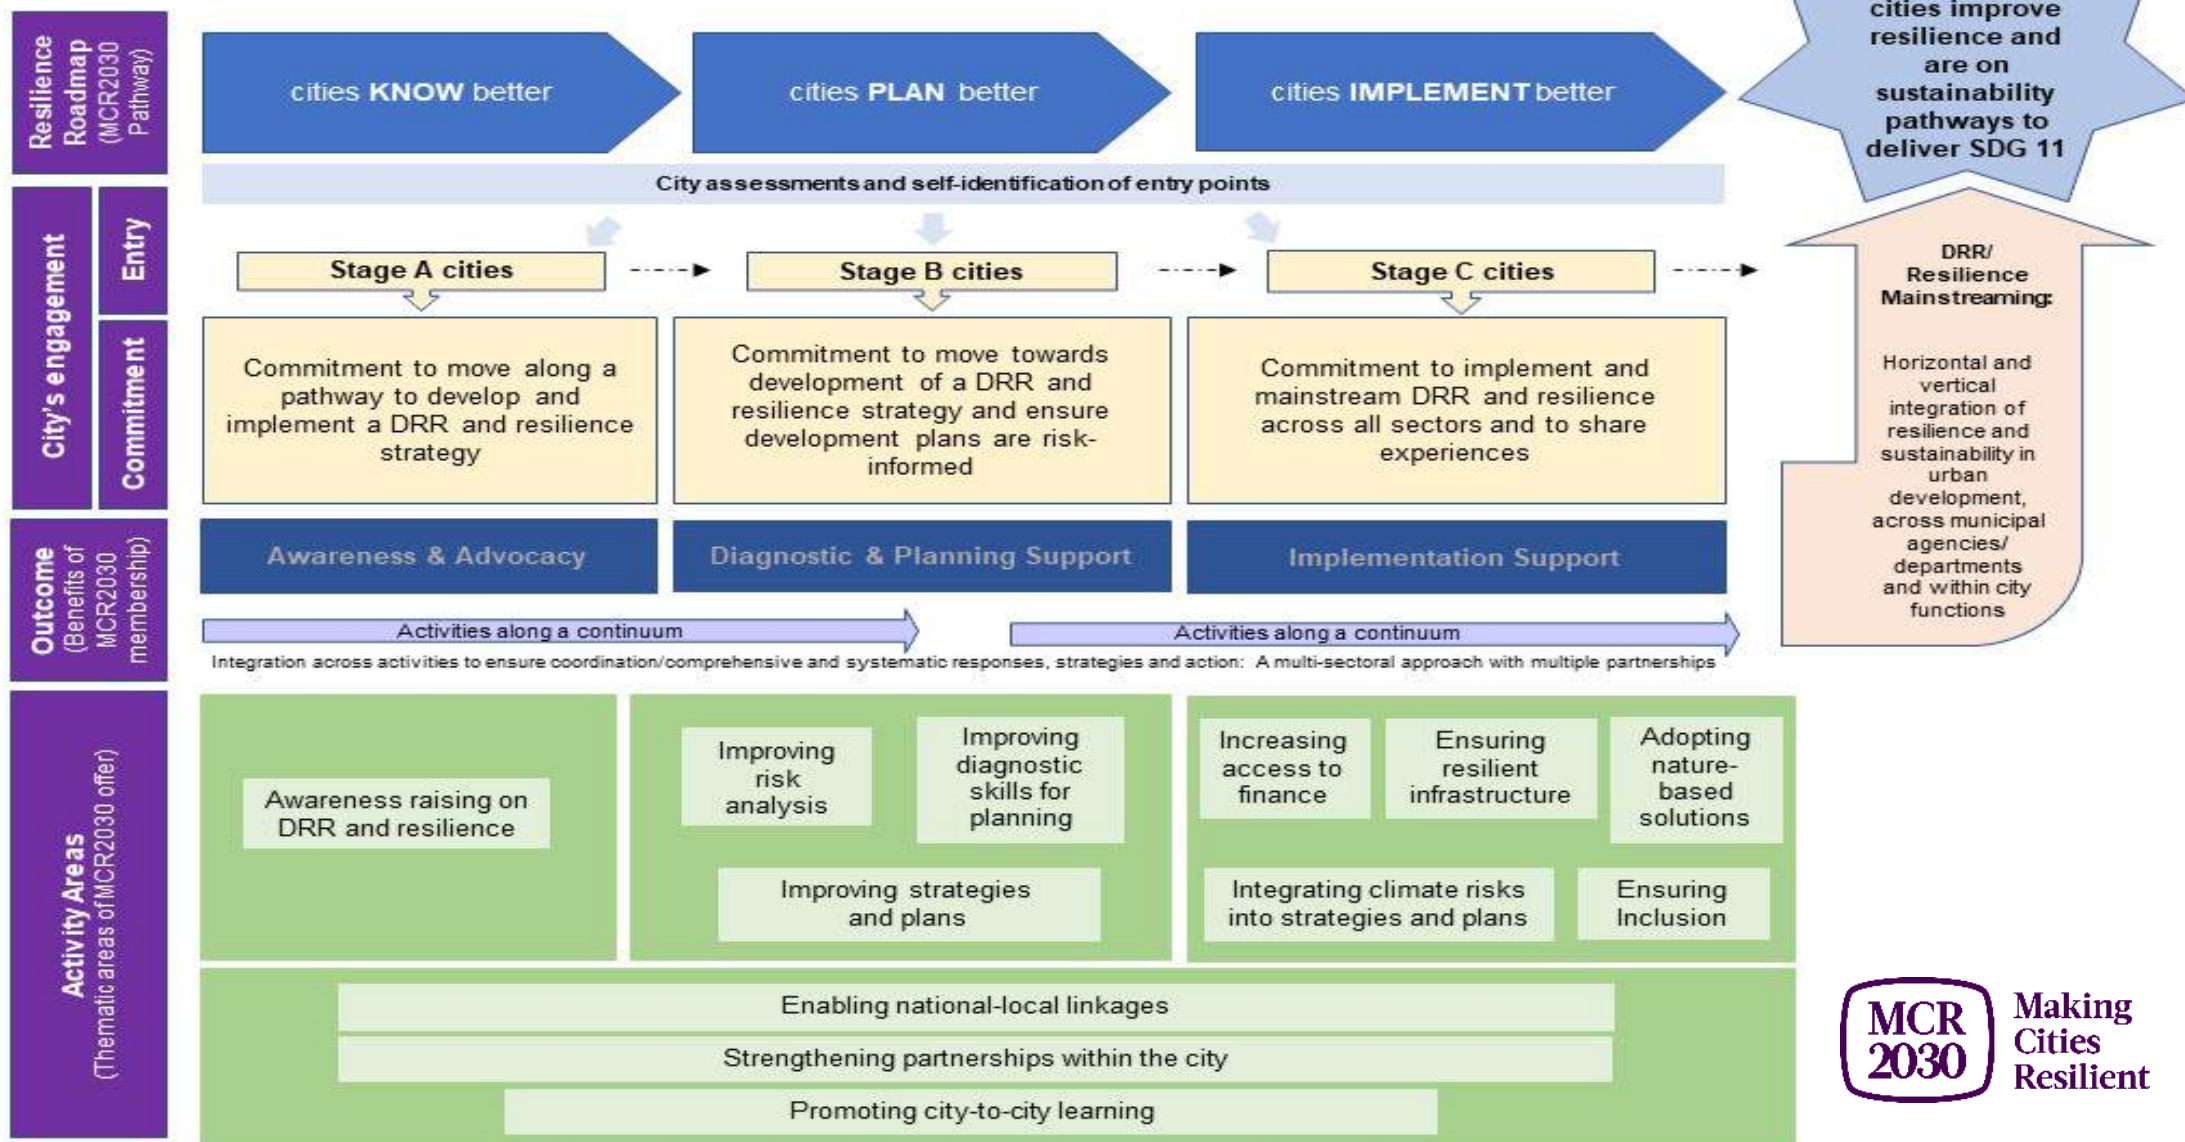 Resilience
Roadmap
(MCR2030
Pathway)
cities KNOW better
cities PLAN better
cities IMPLEMENT better
cities improve
resilience and
are on
sustainability
pathways to
deliver SDG 11
City assessments and self-identification of entry points
City's engagement
Entry
Stage A cities
Stage B cities
Stage C cities
Commitment
Commitment to move along a
pathway to develop and
implement a DRR and resilience
strategy
Commitment to move towards
development of a DRR and
resilience strategy and ensure
development plans are risk-
informed
Commitment to implement and
mainstream DRR and resilience
across all sectors and to share
experiences
DRR/
Resilience
Mainstreaming:
Horizontal and
vertical
integration of
resilience and
sustainability in
urban
development,
across municipal
agencies/
departments
and within city
functions
Outcome
(Benefits of
MCR2030
membership)
Awareness & Advocacy
Diagnostic & Planning Support
Implementation Support
Activities along a continuum
Activities along a continuum
Integration across activities to ensure coordination/comprehensive and systematic responses, strategies and action: A multi-sectoral approach with multiple partnerships
Activity Areas
(Thematic areas of MCR2030 offer)
Awareness raising on
DRR and resilience
Improving
risk
analysis
Improving
diagnostic
skills for
planning
Improving strategies
and plans
Increasing
access to
finance
Ensuring
resilient
infrastructure
Adopting
nature-
based
solutions
Integrating climate risks
into strategies and plans
Ensuring
Inclusion
Enabling national-local linkages
Strengthening partnerships within the city
Promoting city-to-city learning
MCR
2030
Making
Cities
Resilient